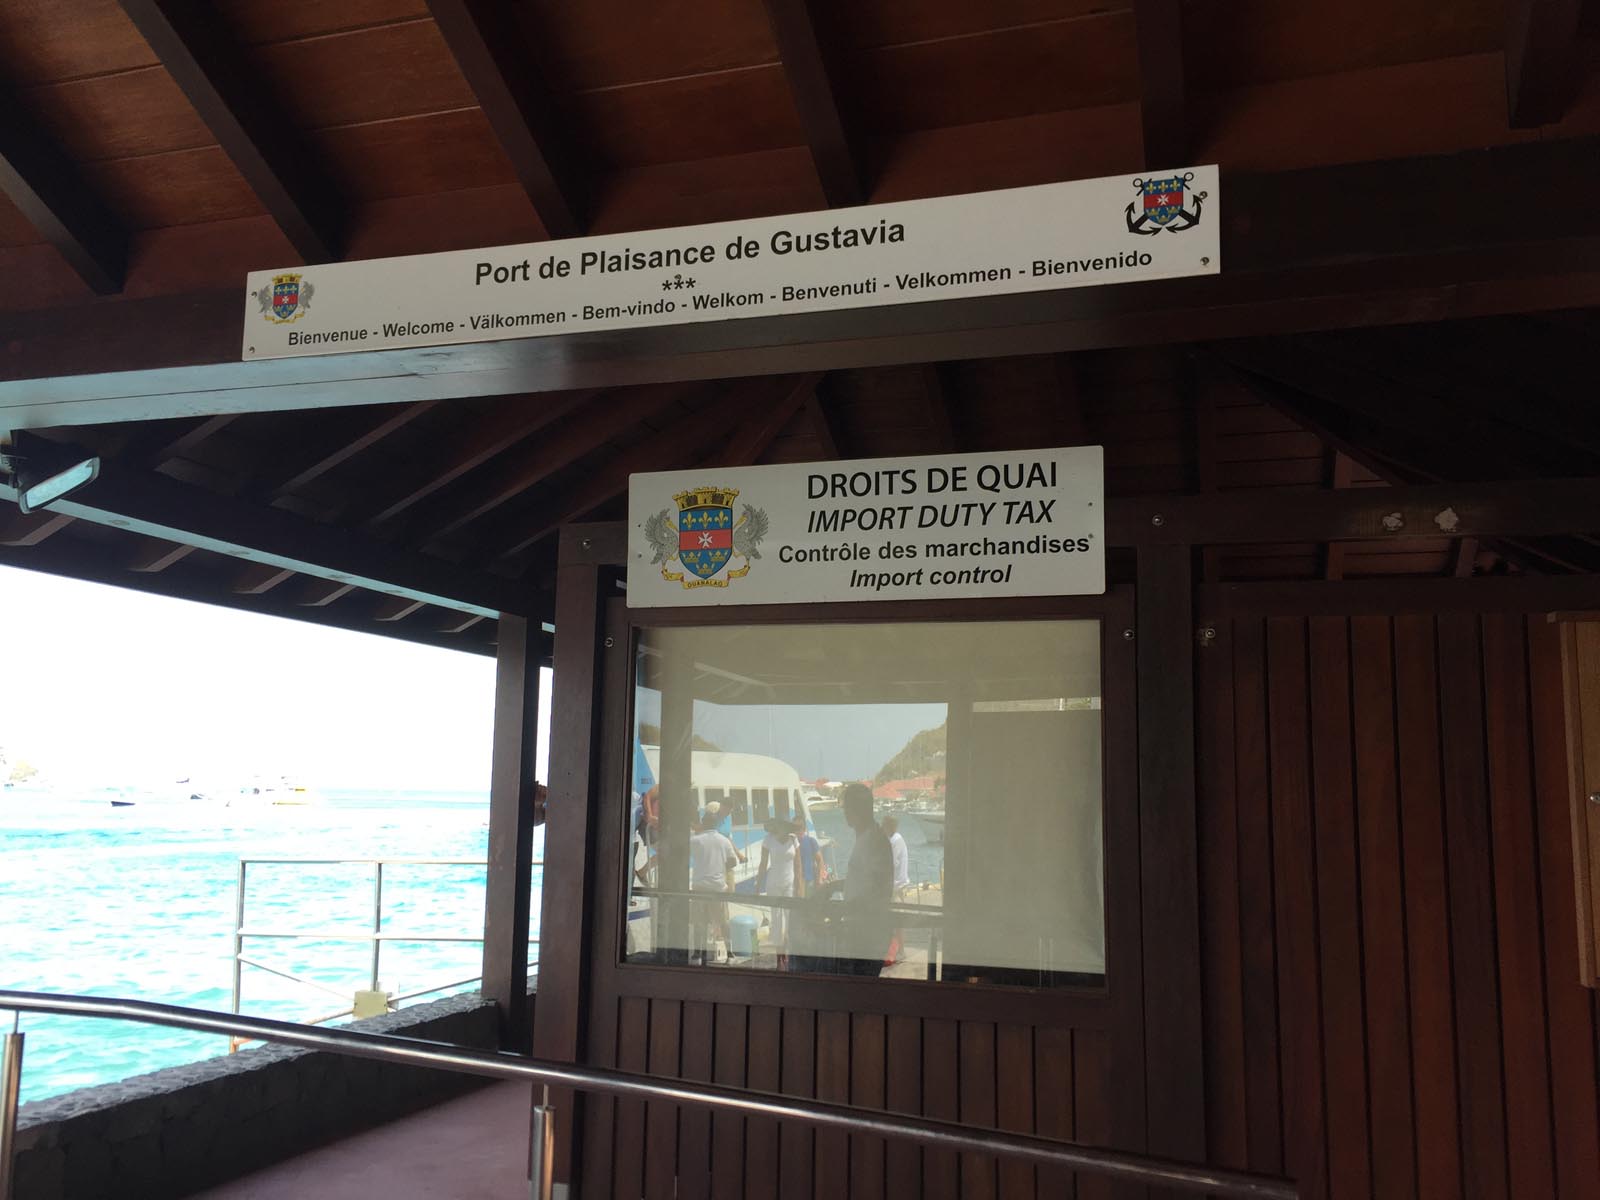 Port de Plaisance de Gustavia
***
Bienvenue - Welcome - Välkommen - Bem-vindo - Welkom - Benvenuti - Velkommen - Bienvenido
DROITS DE QUAI
IMPORT DUTY TAX
Contrôle des marchandises
Import control
OUANALAO